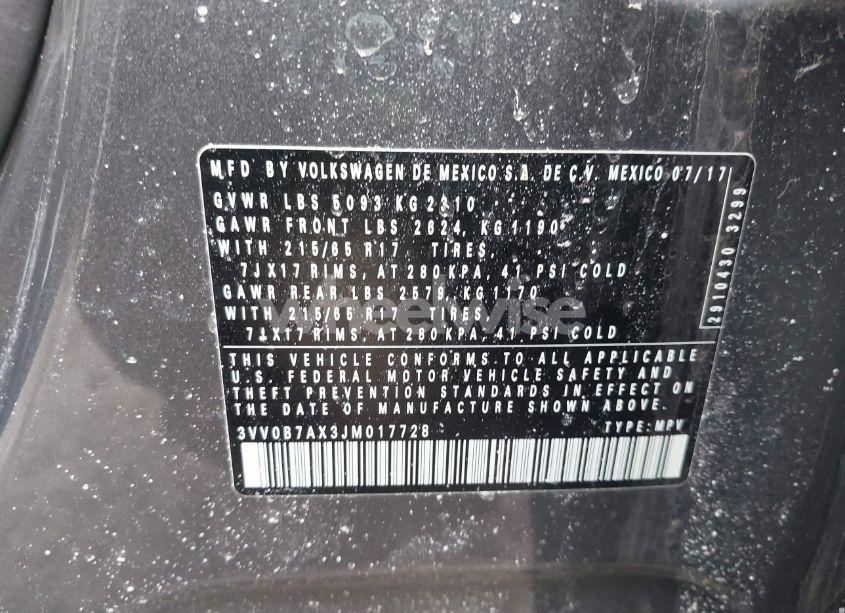 MFD BY VOLKSWAGEN DE MEXICO S.A. DE C.V. MEXICO 07/17
GVWR LBS 5093 KG 2310
GAWR FRONT LBS 2624, KG 1190
WITH 215/65 R17 TIRES
7JX17 RIMS, AT 280 KPA, 41 PSI COLD
GAWR REAR LBS 2579, KG 1170
WITH 215/65 R17 TIRES,
7JX17 RIMS, AT 280 KPA, 41 PSI COLD
THIS VEHICLE CONFORMS TO ALL APPLICABLE
U.S. FEDERAL MOTOR VEHICLE SAFETY AND
THEFT PREVENTION STANDARDS IN EFFECT ON
THE DATE OF MANUFACTURE SHOWN ABOVE.
3VV0B7AX3JM017728 TYPE: MPV
2910430 3299